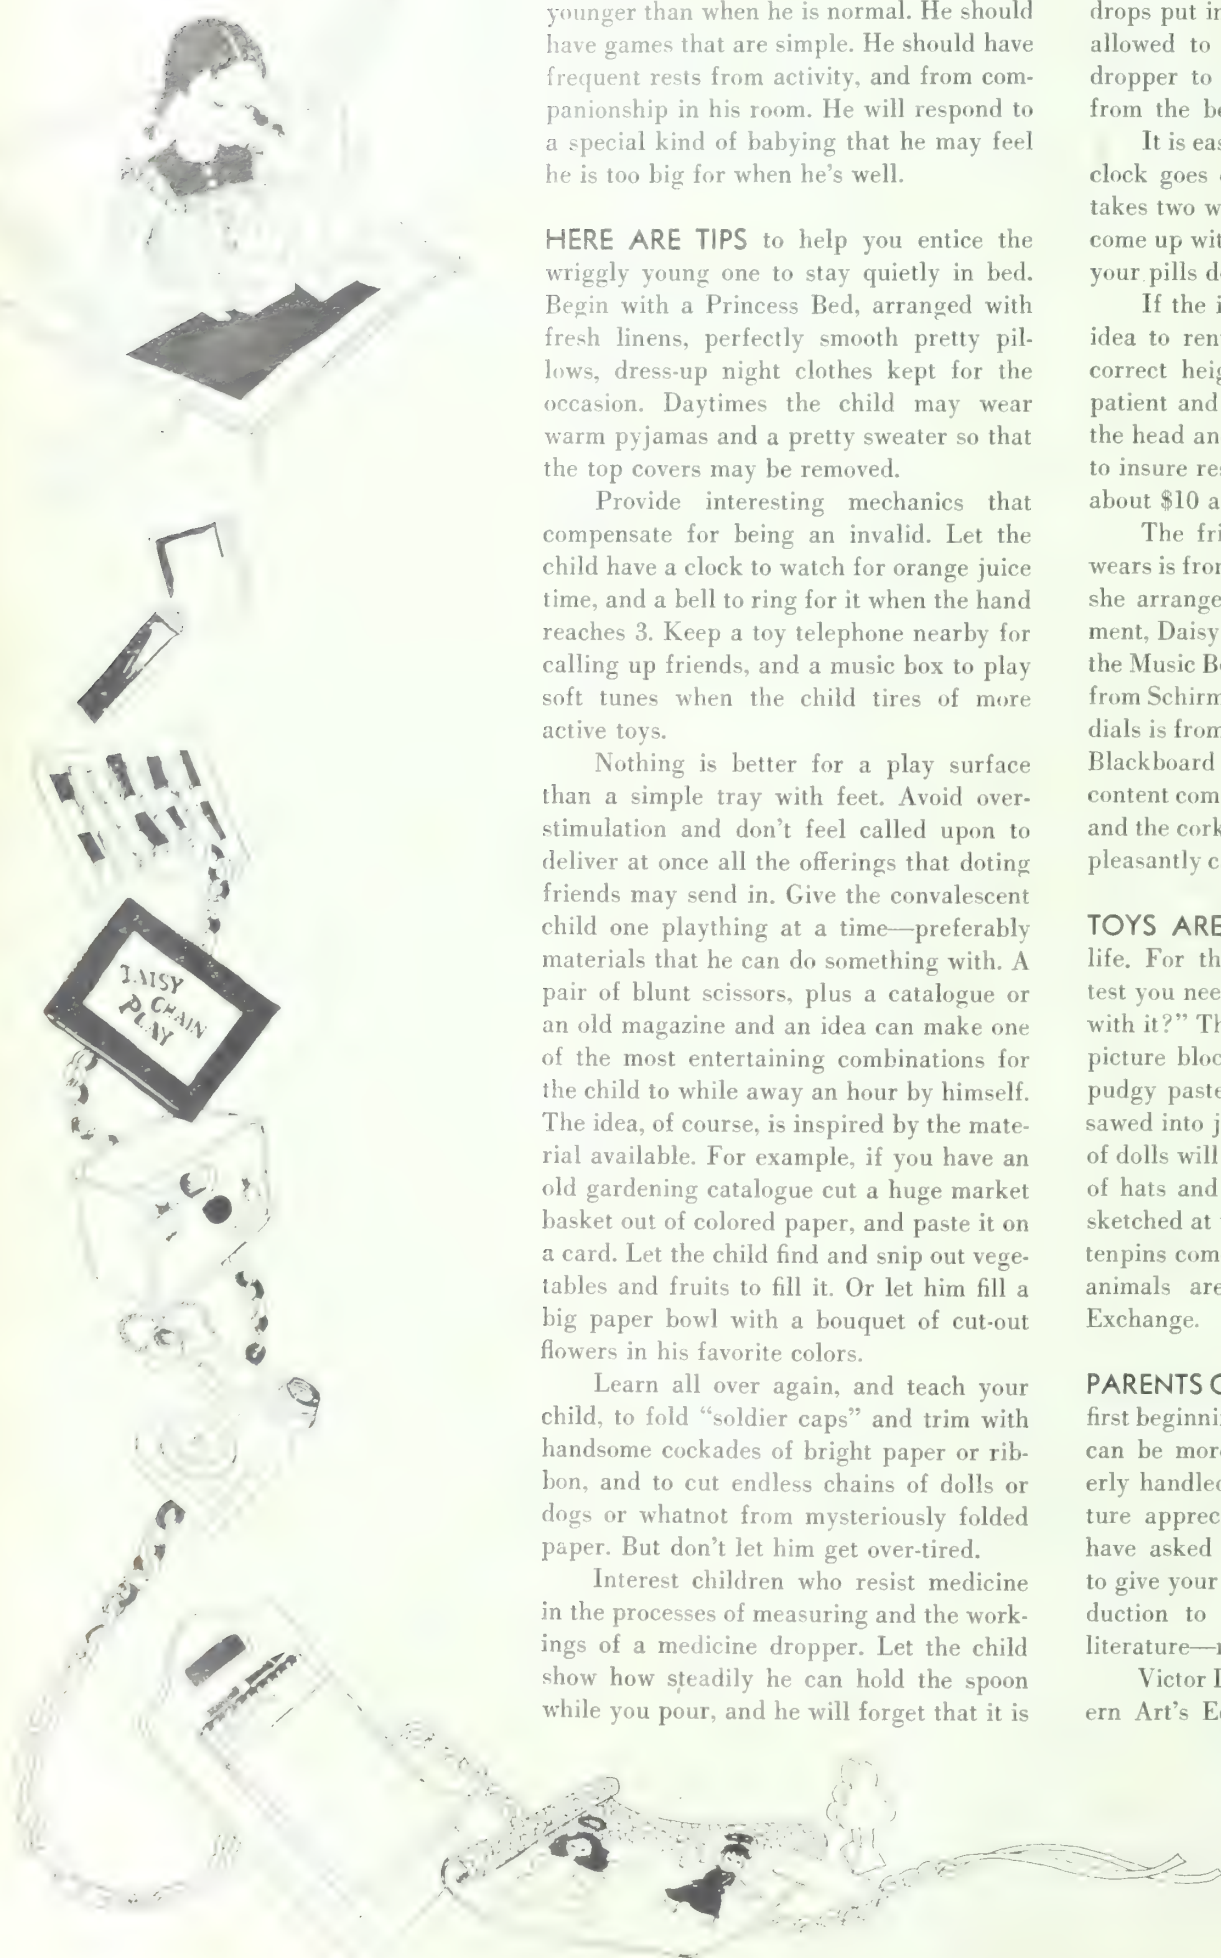 younger than when he is normal. He should
have games that are simple. He should have
frequent rests from activity, and from com-
panionship in his room. He will respond to
a special kind of babying that he may feel
he is too big for when he's well.
HERE ARE TIPS to help you entice the
wriggly young one to stay quietly in bed.
Begin with a Princess Bed, arranged with
fresh linens, perfectly smooth pretty pil-
lows, dress-up night clothes kept for the
occasion. Daytimes the child may wear
warm pyjamas and a pretty sweater so that
the top covers may be removed.
Provide interesting mechanics that
compensate for being an invalid. Let the
child have a clock to watch for orange juice
time, and a bell to ring for it when the hand
reaches 3. Keep a toy telephone nearby for
calling up friends, and a music box to play
soft tunes when the child tires of more
active toys.
Nothing is better for a play surface
than a simple tray with feet. Avoid over-
stimulation and don't feel called upon to
deliver at once all the offerings that doting
friends may send in. Give the convalescent
child one plaything at a time—preferably
materials that he can do something with. A
pair of blunt scissors, plus a catalogue or
an old magazine and an idea can make one
of the most entertaining combinations for
the child to while away an hour by himself.
The idea, of course, is inspired by the mate-
rial available. For example, if you have an
old gardening catalogue cut a huge market
basket out of colored paper, and paste it on
a card. Let the child find and snip out vege-
tables and fruits to fill it. Or let him fill a
big paper bowl with a bouquet of cut-out
flowers in his favorite colors.
Learn all over again, and teach your
child, to fold "soldier caps" and trim with
handsome cockades of bright paper or rib-
bon, and to cut endless chains of dolls or
dogs or whatnot from mysteriously folded
paper. But don't let him get over-tired.
Interest children who resist medicine
in the processes of measuring and the work-
ings of a medicine dropper. Let the child
show how steadily he can hold the spoon
while you pour, and he will forget that it is
drops put
allowed to
dropper to
from the
It is
clock goes
takes two
come up
your pills
If the
idea to
correct
patient and
the head
to insure
about $10
The
wears is
she
ment, Daisy
the Music
from
dials is from
Blackboard
content
and the
pleasantly
TOYS ARE
life. For
test you
with it?"
picture
pudgy
sawed into
of dolls will
of hats and
sketched at
tenpins
animals are
Exchange.
PARENTS
first
can be
erly handled
ture
have asked
to give your
duction to
literature—
Victor
ern Art's
DAISY
CHAIN
PLAY